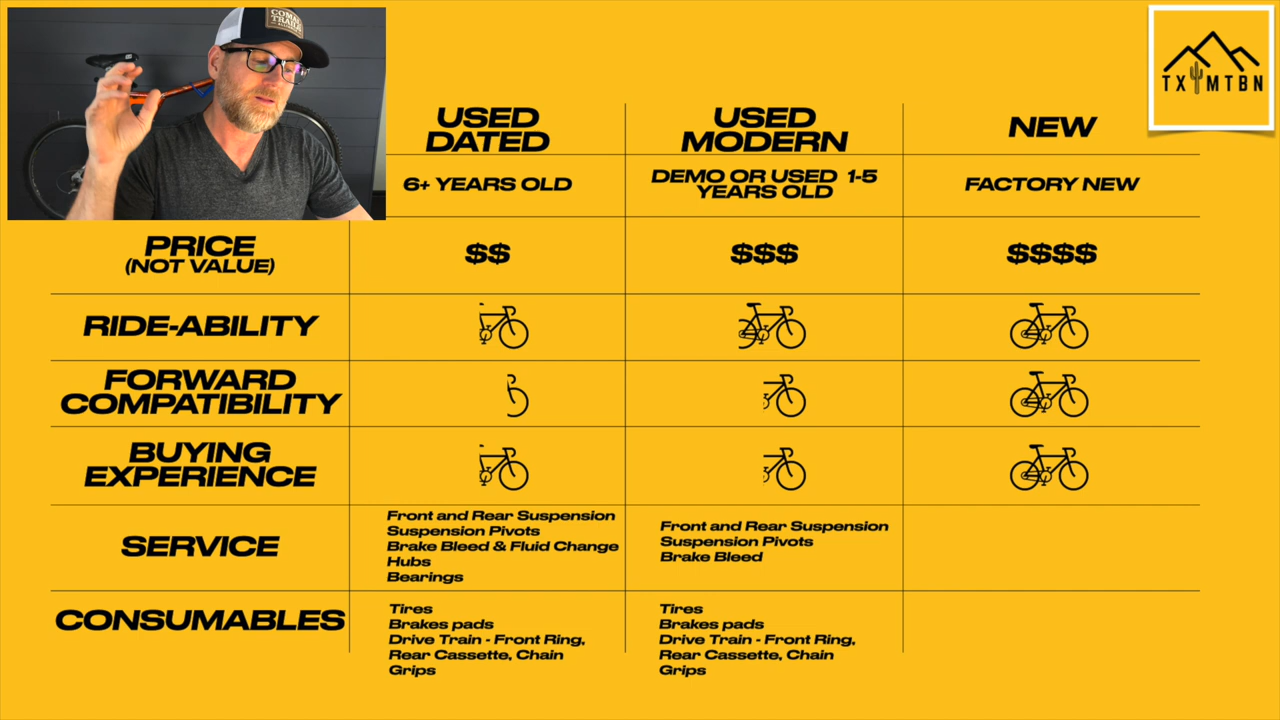 COMAL
TRAILS
TX MTBN
USED
DATED
USED
MODERN
NEW
6+ YEARS OLD
DEMO OR USED 1-5
YEARS OLD
FACTORY NEW
PRICE
(NOT VALUE)
$$
$$$
$$$$
RIDE-ABILITY
FORWARD
COMPATIBILITY
BUYING
EXPERIENCE
SERVICE
Front and Rear Suspension
Suspension Pivots
Brake Bleed & Fluid Change
Hubs
Bearings
Front and Rear Suspension
Suspension Pivots
Brake Bleed
CONSUMABLES
Tires
Brakes pads
Drive Train - Front Ring,
Rear Cassette, Chain
Grips
Tires
Brakes pads
Drive Train - Front Ring,
Rear Cassette, Chain
Grips